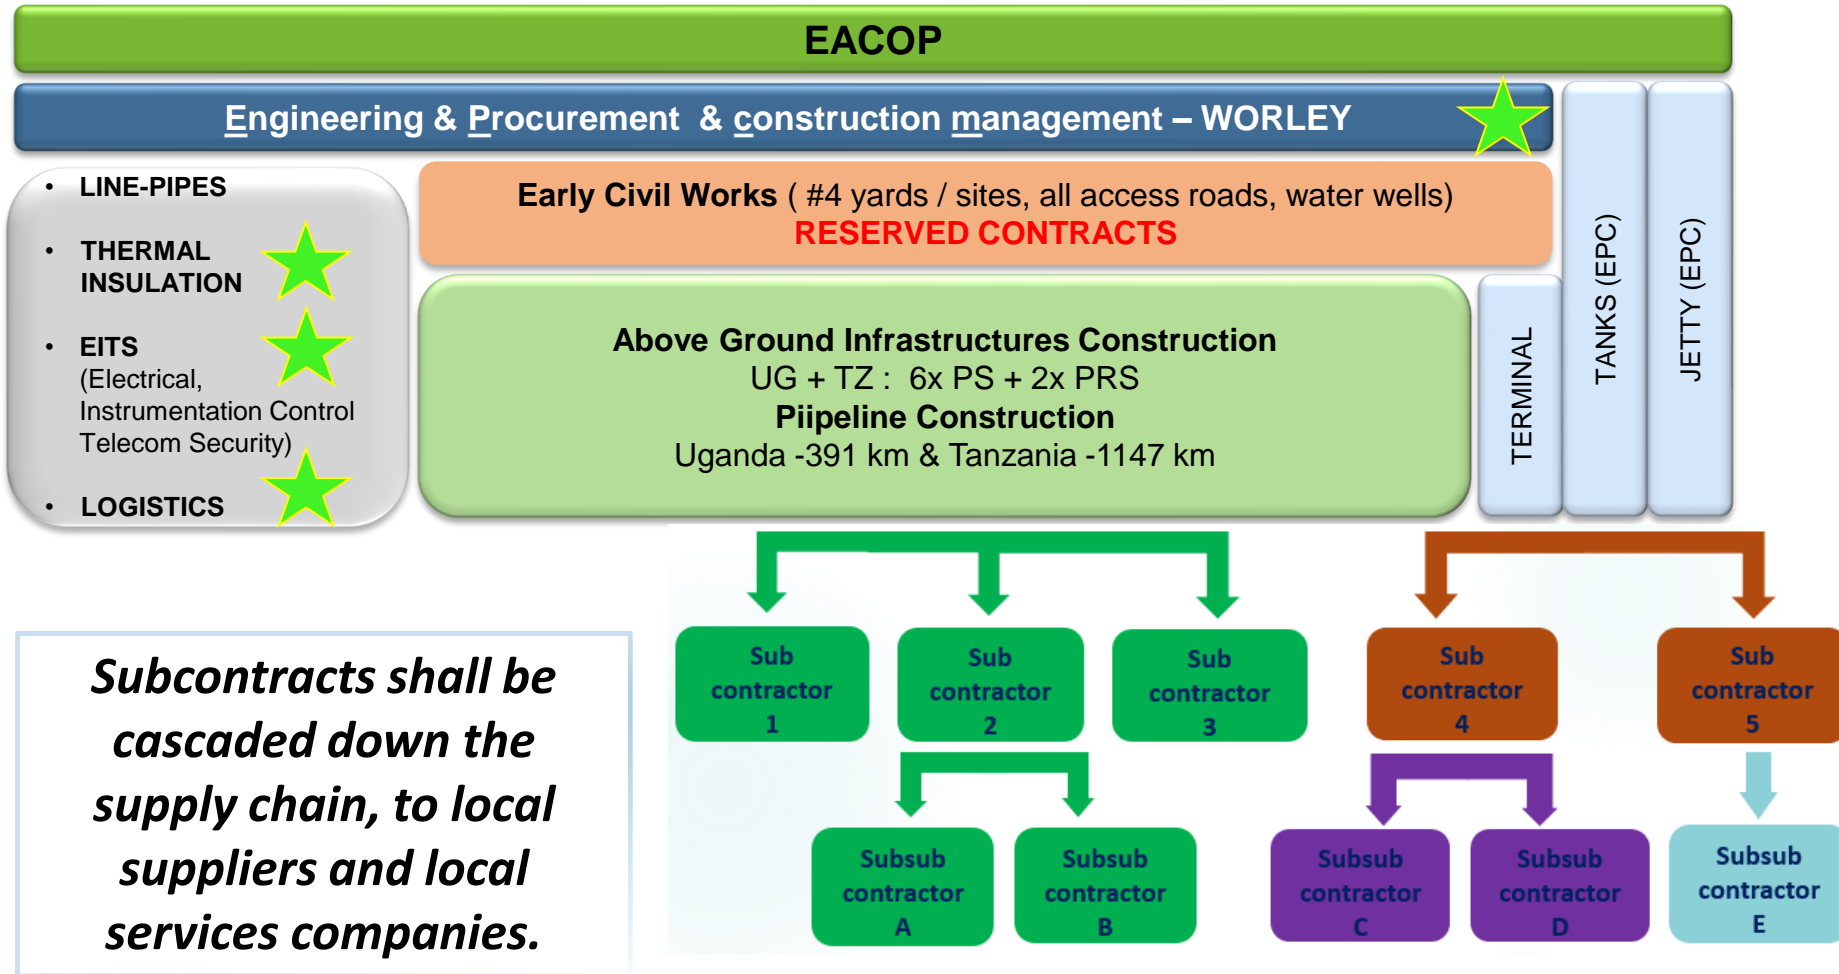 EACOP
Engineering & Procurement & construction management – WORLEY
• LINE-PIPES
• THERMAL
INSULATION
• EITS
(Electrical,
Instrumentation Control
Telecom Security)
• LOGISTICS
Early Civil Works ( #4 yards / sites, all access roads, water wells)
RESERVED CONTRACTS
Above Ground Infrastructures Construction
UG + TZ : 6x PS + 2x PRS
Piipeline Construction
Uganda -391 km & Tanzania -1147 km
TERMINAL
TANKS (EPC)
JETTY (EPC)
Sub
contractor
1
Sub
contractor
2
Sub
contractor
3
Sub
contractor
4
Sub
contractor
5
Subsub
contractor
A
Subsub
contractor
B
Subsub
contractor
C
Subsub
contractor
D
Subsub
contractor
E
Subcontracts shall be
cascaded down the
supply chain, to local
suppliers and local
services companies.